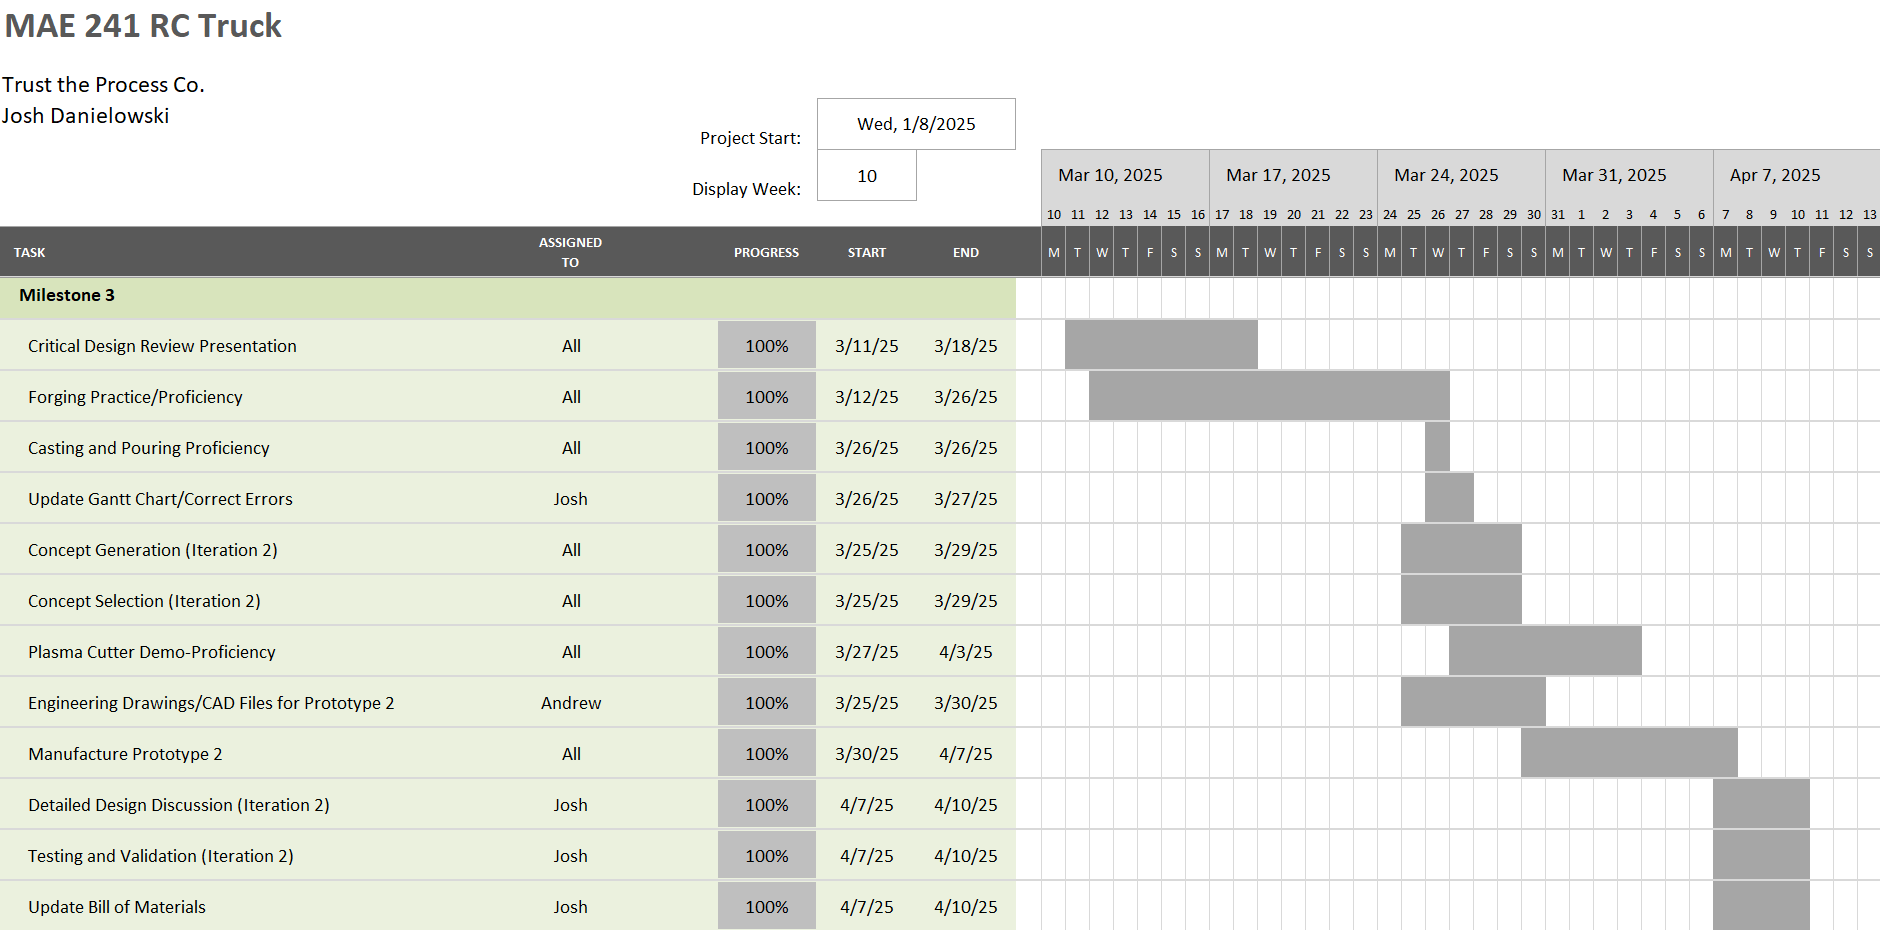 MAE 241 RC Truck
Trust the Process Co.
Josh Danielowski
Project Start: Wed, 1/8/2025
Display Week: 10
Mar 10, 2025 Mar 17, 2025 Mar 24, 2025 Mar 31, 2025 Apr 7, 2025
10 11 12 13 14 15 16 17 18 19 20 21 22 23 24 25 26 27 28 29 30 31 1 2 3 4 5 6 7 8 9 10 11 12 13
TASK ASSIGNED TO PROGRESS START END M T W T F S S M T W T F S S M T W T F S S M T W T F S S M T W T F S S
Milestone 3
Critical Design Review Presentation All 100% 3/11/25 3/18/25
Forging Practice/Proficiency All 100% 3/12/25 3/26/25
Casting and Pouring Proficiency All 100% 3/26/25 3/26/25
Update Gantt Chart/Correct Errors Josh 100% 3/26/25 3/27/25
Concept Generation (Iteration 2) All 100% 3/25/25 3/29/25
Concept Selection (Iteration 2) All 100% 3/25/25 3/29/25
Plasma Cutter Demo-Proficiency All 100% 3/27/25 4/3/25
Engineering Drawings/CAD Files for Prototype 2 Andrew 100% 3/25/25 3/30/25
Manufacture Prototype 2 All 100% 3/30/25 4/7/25
Detailed Design Discussion (Iteration 2) Josh 100% 4/7/25 4/10/25
Testing and Validation (Iteration 2) Josh 100% 4/7/25 4/10/25
Update Bill of Materials Josh 100% 4/7/25 4/10/25